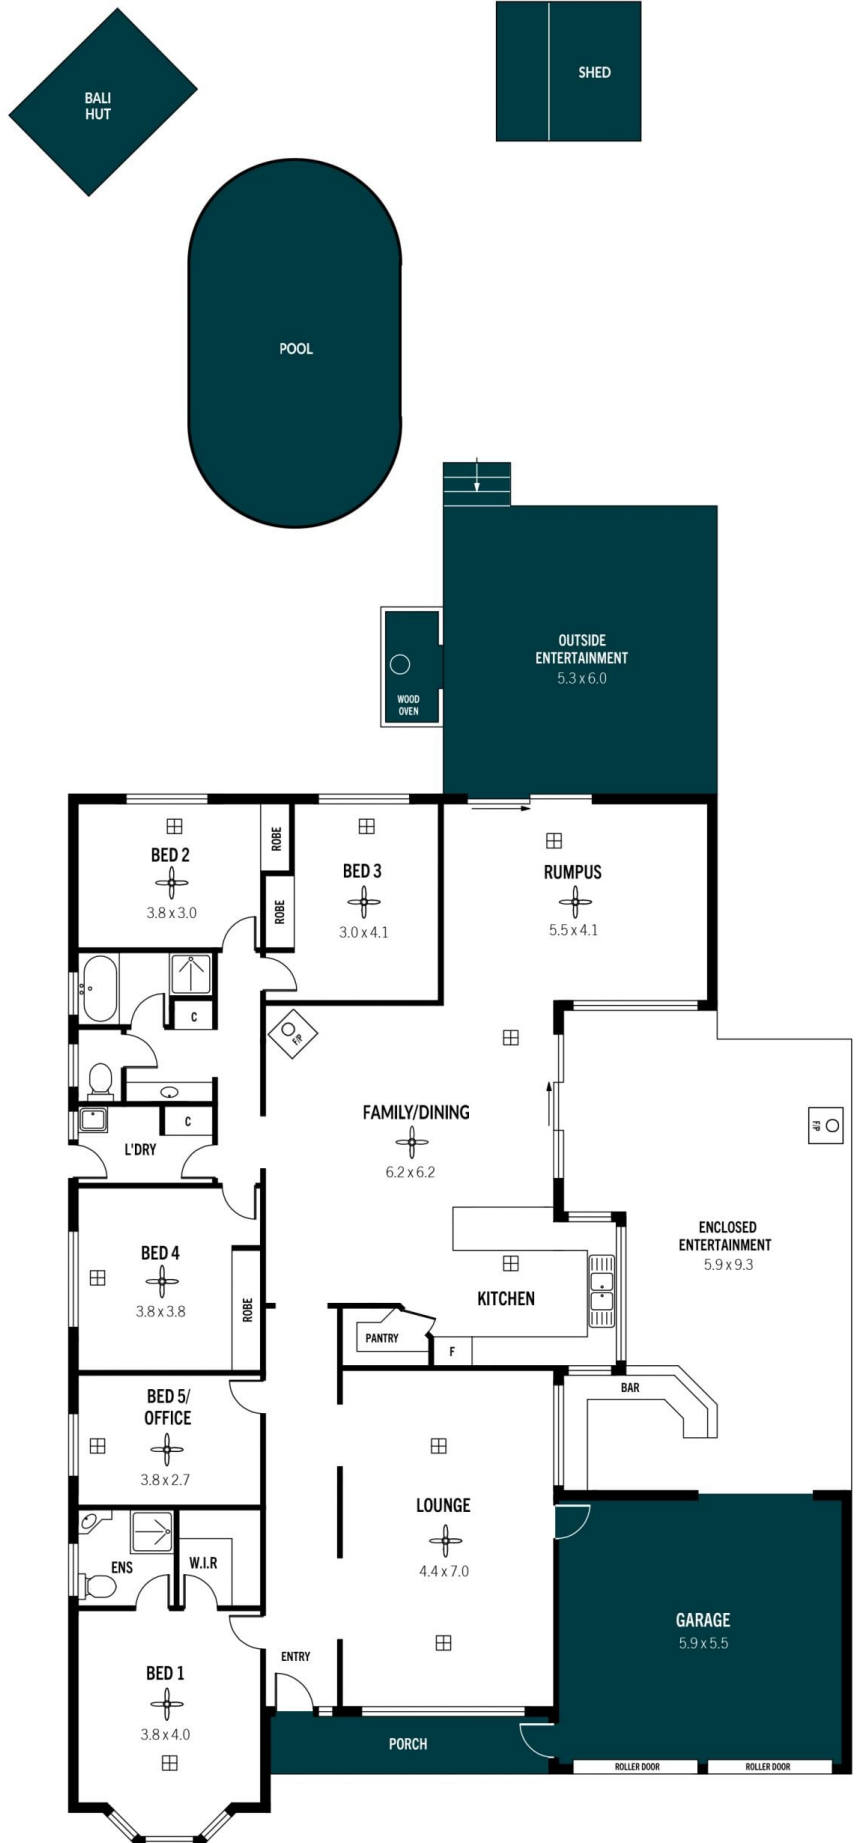 BALI
HUT
SHED
POOL
OUTSIDE
ENTERTAINMENT
5.3 x 6.0
WOOD
OVEN
BED 2
3.8 x 3.0
ROBE
ROBE
BED 3
3.0 x 4.1
RUMPUS
5.5 x 4.1
C
F/P
FAMILY/DINING
6.2 x 6.2
F/P
C
L'DRY
BED 4
3.8 x 3.8
ROBE
ENCLOSED
ENTERTAINMENT
5.9 x 9.3
KITCHEN
PANTRY
F
BAR
BED 5/
OFFICE
3.8 x 2.7
LOUNGE
4.4 x 7.0
ENS
W.I.R
GARAGE
5.9 x 5.5
ENTRY
BED 1
3.8 x 4.0
PORCH
ROLLER DOOR
ROLLER DOOR